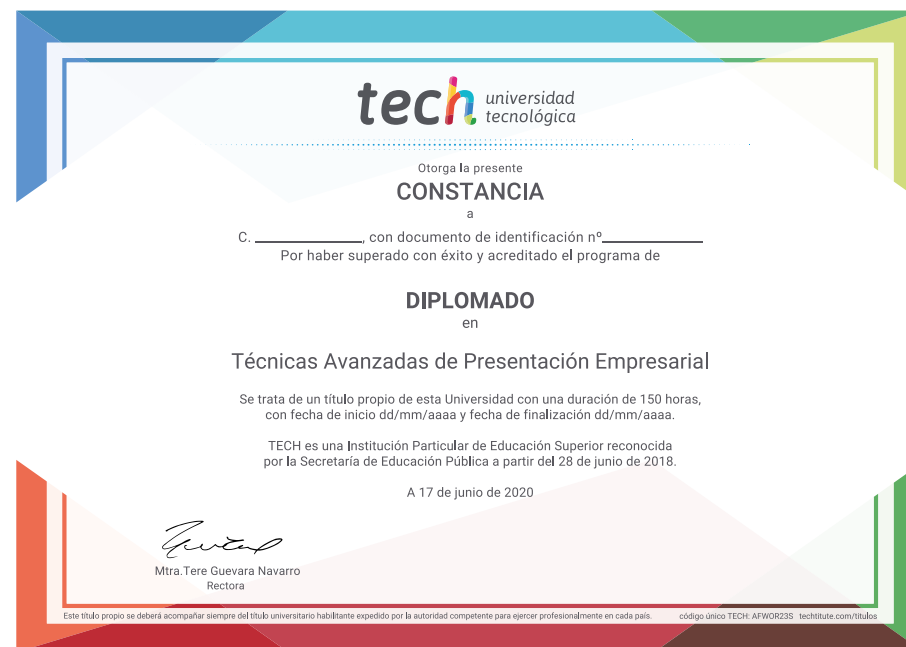 tech universidad
tecnológica
Otorga la presente
CONSTANCIA
a
C. ____________, con documento de identificación nº____________
Por haber superado con éxito y acreditado el programa de
DIPLOMADO
en
Técnicas Avanzadas de Presentación Empresarial
Se trata de un título propio de esta Universidad con una duración de 150 horas,
con fecha de inicio dd/mm/aaaa y fecha de finalización dd/mm/aaaa.
TECH es una Institución Particular de Educación Superior reconocida
por la Secretaría de Educación Pública a partir del 28 de junio de 2018.
A 17 de junio de 2020
Mtra.Tere Guevara Navarro
Rectora
Este título propio se deberá acompañar siempre del título universitario habilitante expedido por la autoridad competente para ejercer profesionalmente en cada país. código único TECH: AFWOR23S techtitute.com/titulos